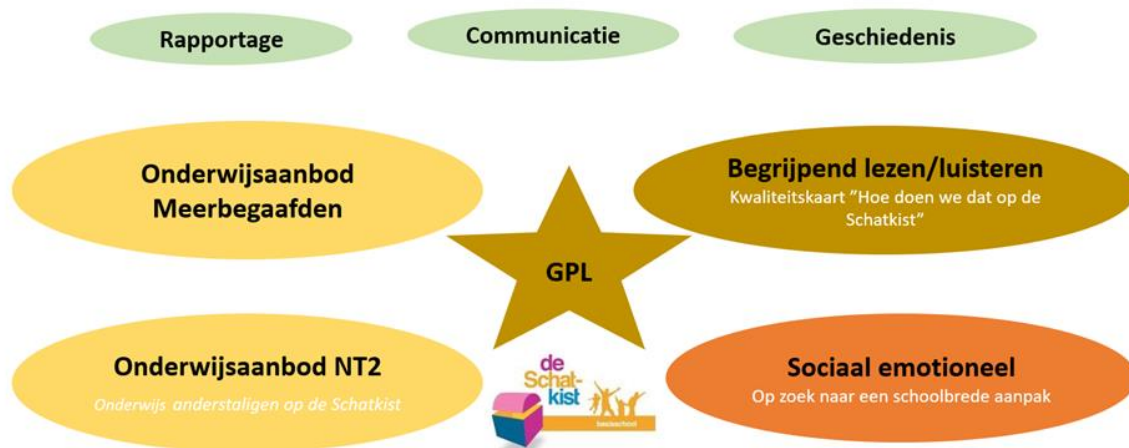 Rapportage
Communicatie
Geschiedenis
Onderwijsaanbod
Meerbegaafden
Begrijpend lezen/luisteren
Kwaliteitskaart "Hoe doen we dat op de
Schatkist"
GPL
Onderwijsaanbod NT2
Onderwijs anderstaligen op de Schatkist
de
Schat-
kist
basisschool
Sociaal emotioneel
Op zoek naar een schoolbrede aanpak